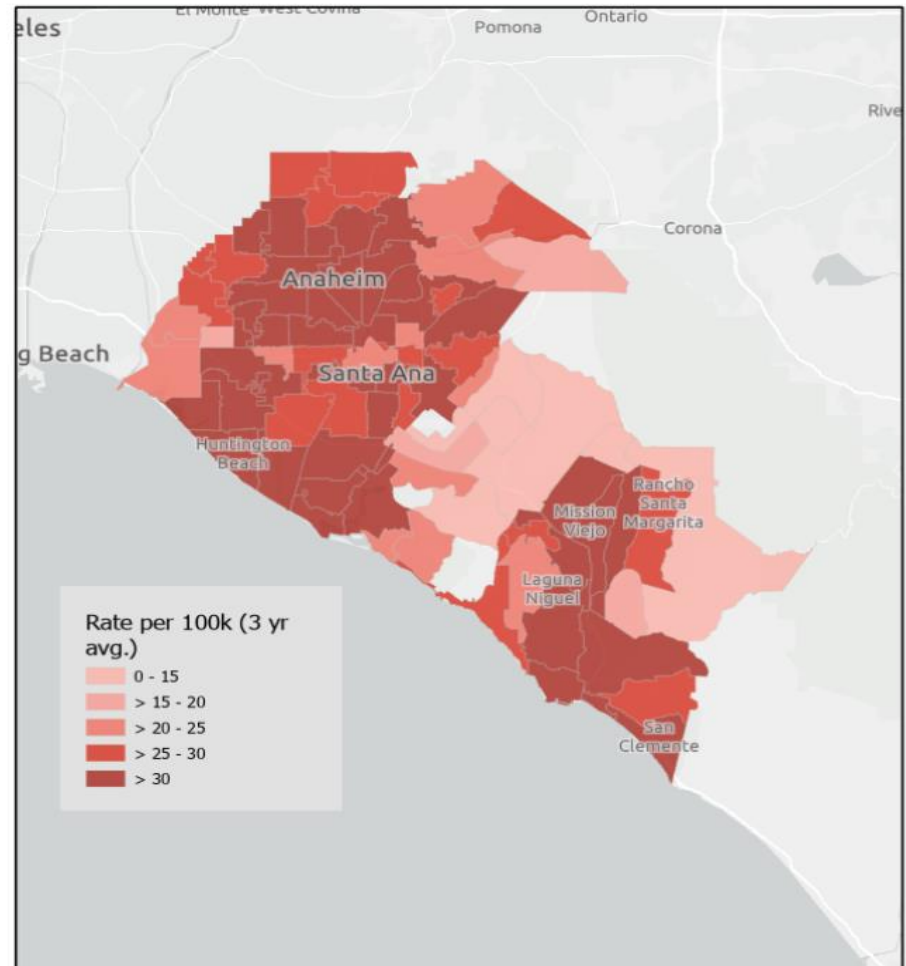 El Monte West Covina
Ontario
eles
Pomona
Rive
Corona
Anaheim
g Beach
Santa Ana
Huntington
Beach
Rancho
Santa
Margarita
Mission
Viejo
Laguna
Niguel
San
Clemente
Rate per 100k (3 yr
avg.)
0 - 15
> 15 - 20
> 20 - 25
> 25 - 30
> 30